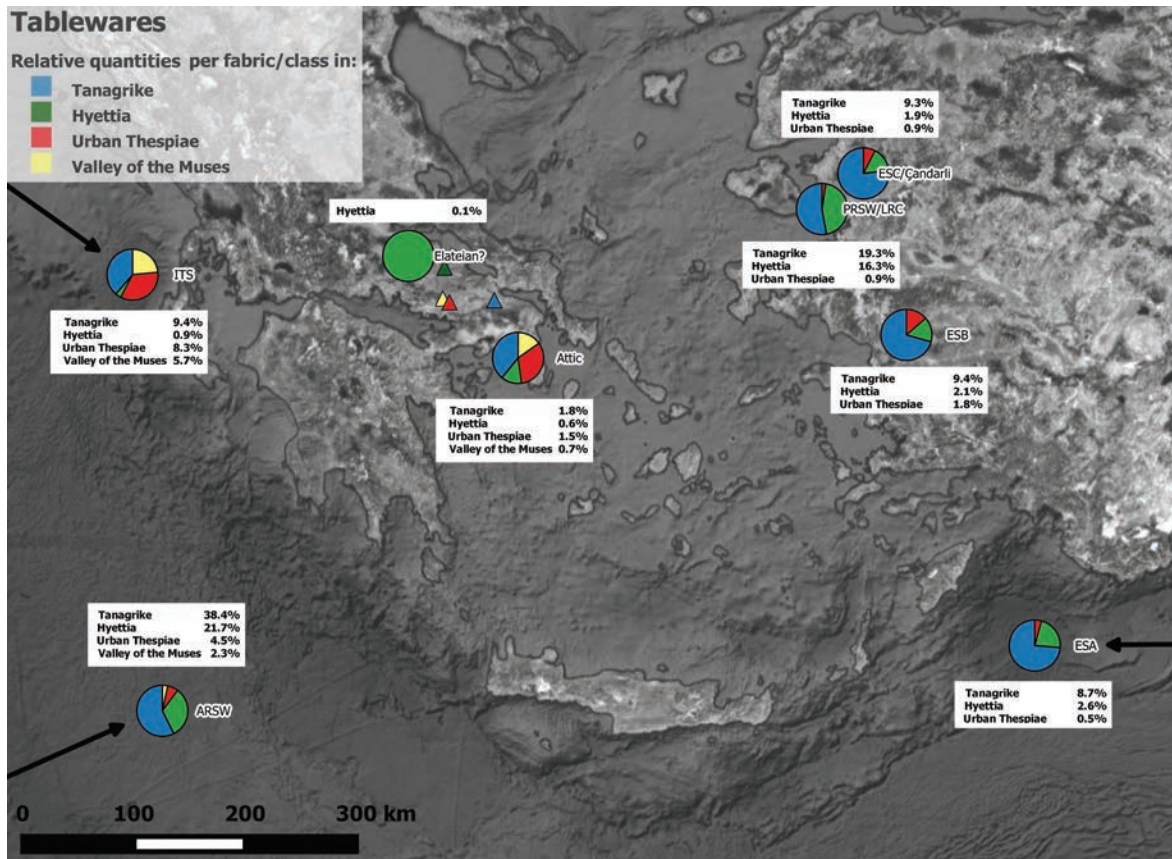 Tablewares
Relative quantities per fabric/class in:
Tanagrike
Hyettia
Urban Thespiae
Valley of the Muses
Tanagrike 9.3%
Hyettia 1.9%
Urban Thespiae 0.9%
ESC/Çandarli
PRSW/LRC
Tanagrike 19.3%
Hyettia 16.3%
Urban Thespiae 0.9%
Hyettia 0.1%
Elateian?
ITS
Tanagrike 9.4%
Hyettia 0.9%
Urban Thespiae 8.3%
Valley of the Muses 5.7%
Attic
Tanagrike 1.8%
Hyettia 0.6%
Urban Thespiae 1.5%
Valley of the Muses 0.7%
ESB
Tanagrike 9.4%
Hyettia 2.1%
Urban Thespiae 1.8%
Tanagrike 38.4%
Hyettia 21.7%
Urban Thespiae 4.5%
Valley of the Muses 2.3%
ARSW
ESA
Tanagrike 8.7%
Hyettia 2.6%
Urban Thespiae 0.5%
0 100 200 300 km